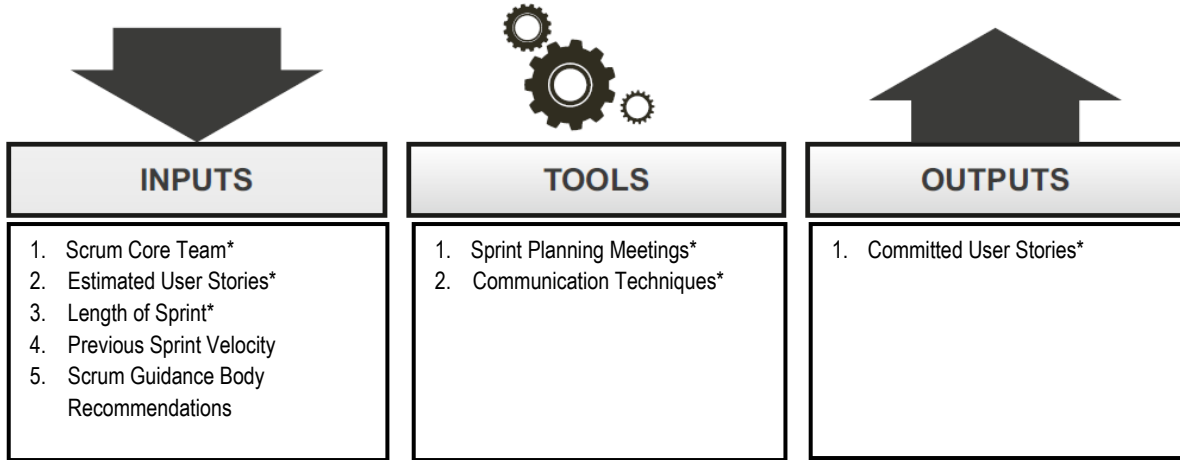 INPUTS
1. Scrum Core Team*
2. Estimated User Stories*
3. Length of Sprint*
4. Previous Sprint Velocity
5. Scrum Guidance Body
Recommendations
TOOLS
1. Sprint Planning Meetings*
2. Communication Techniques*
OUTPUTS
1. Committed User Stories*